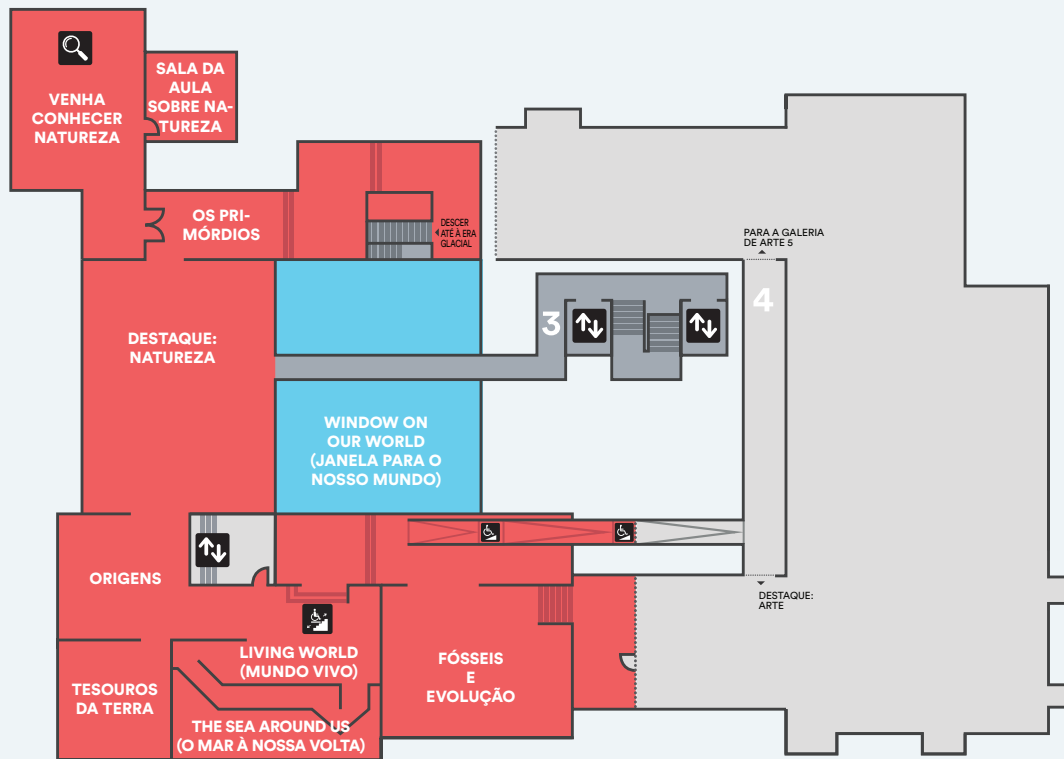 VENHA
CONHECER
NATUREZA
SALA DA
AULA
SOBRE NA-
TUREZA
OS PRI-
MÓRDIOS
DESCER
ATÉ À ERA
GLACIAL
PARA A GALERIA
DE ARTE 5
3
4
DESTAQUE:
NATUREZA
WINDOW ON
OUR WORLD
(JANELA PARA O
NOSSO MUNDO)
ORIGENS
DESTAQUE:
ARTE
LIVING WORLD
(MUNDO VIVO)
FÓSSEIS
E
EVOLUÇÃO
TESOUROS
DA TERRA
THE SEA AROUND US
(O MAR À NOSSA VOLTA)